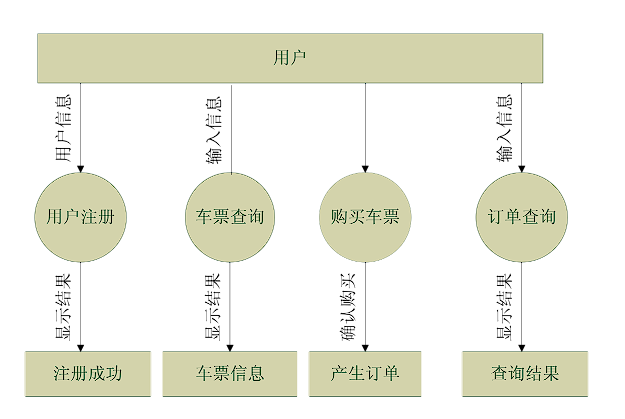 用户
用户信息
输入信息
输入信息
用户注册
车票查询
购买车票
订单查询
显示结果
显示结果
确认购买
显示结果
注册成功
车票信息
产生订单
查询结果